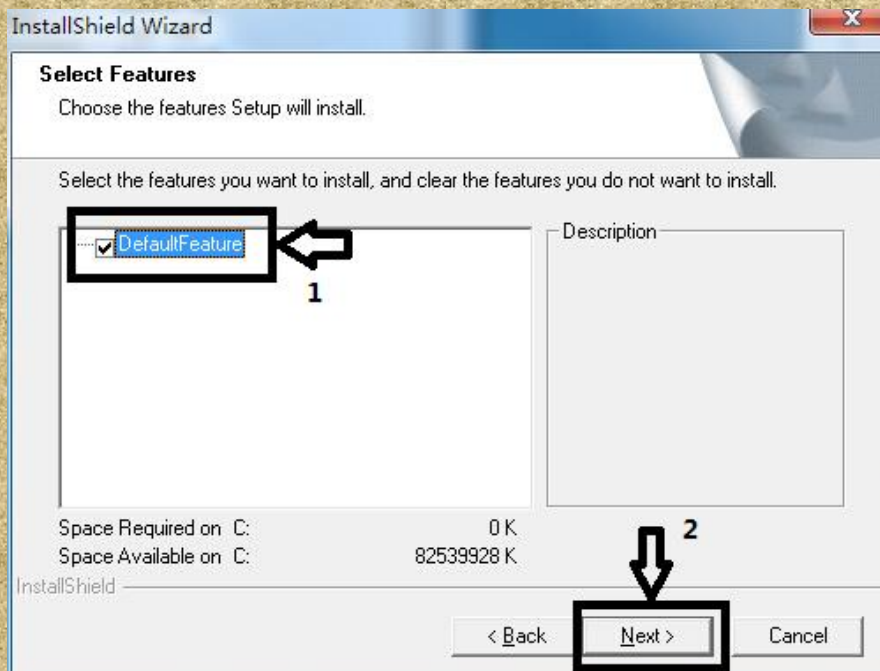 InstallShield Wizard
Select Features
Choose the features Setup will install.
Select the features you want to install, and clear the features you do not want to install.
DefaultFeature
Description
1
Space Required on C: 0 K
Space Available on C: 82539928 K
2
InstallShield
< Back Next > Cancel